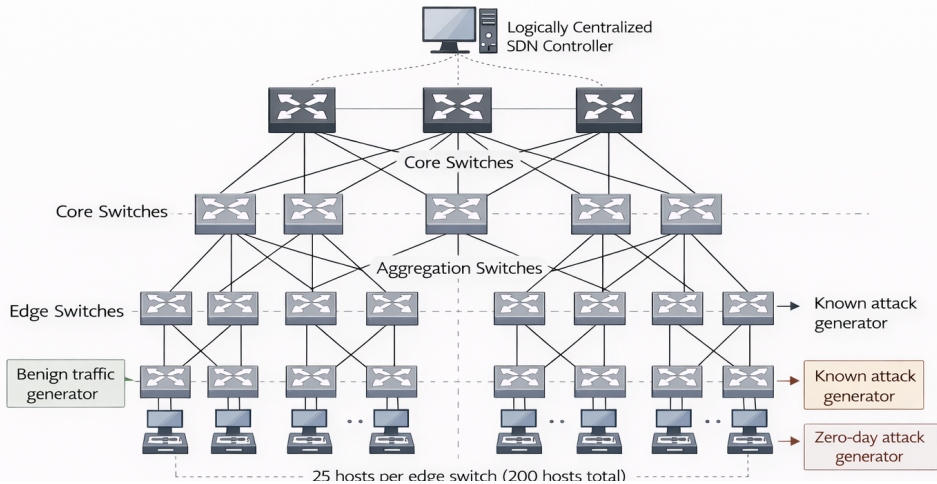 Logically Centralized
SDN Controller
Core Switches
Core Switches
Aggregation Switches
Edge Switches
Known attack
generator
Benign traffic
generator
Known attack
generator
Zero-day attack
generator
25 hosts per edge switch (200 hosts total)